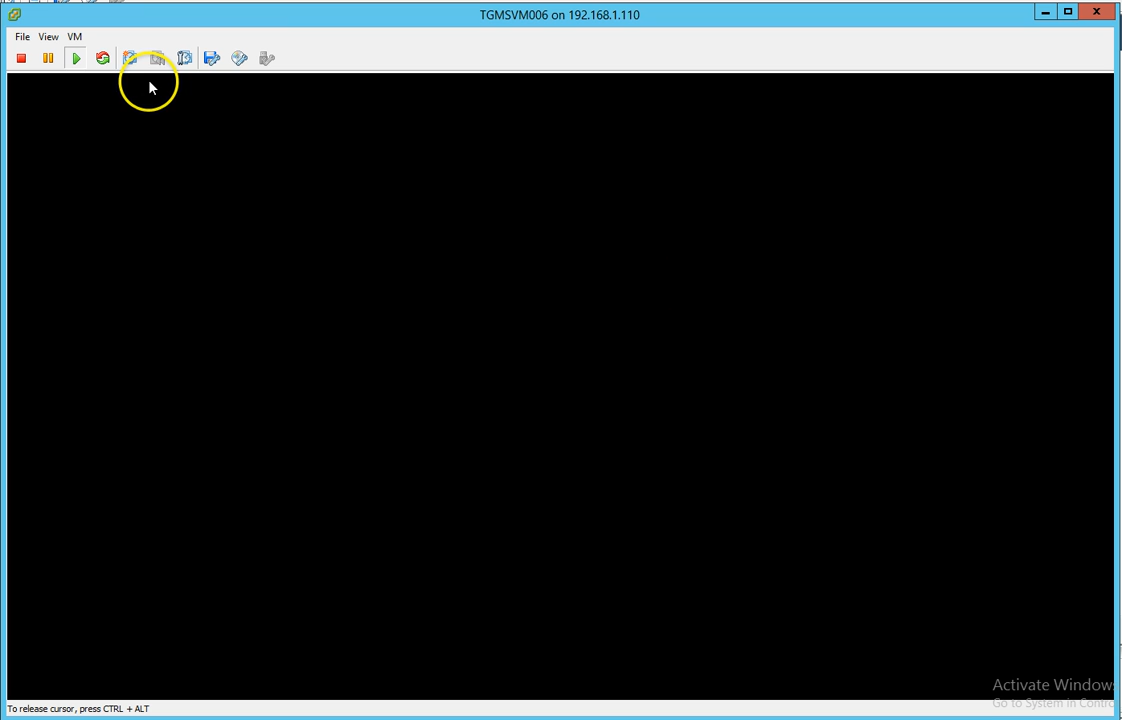 TGMSVM006 on 192.168.1.110
File View VM
Activate Window
Go to System in Contro
To release cursor, press CTRL + ALT